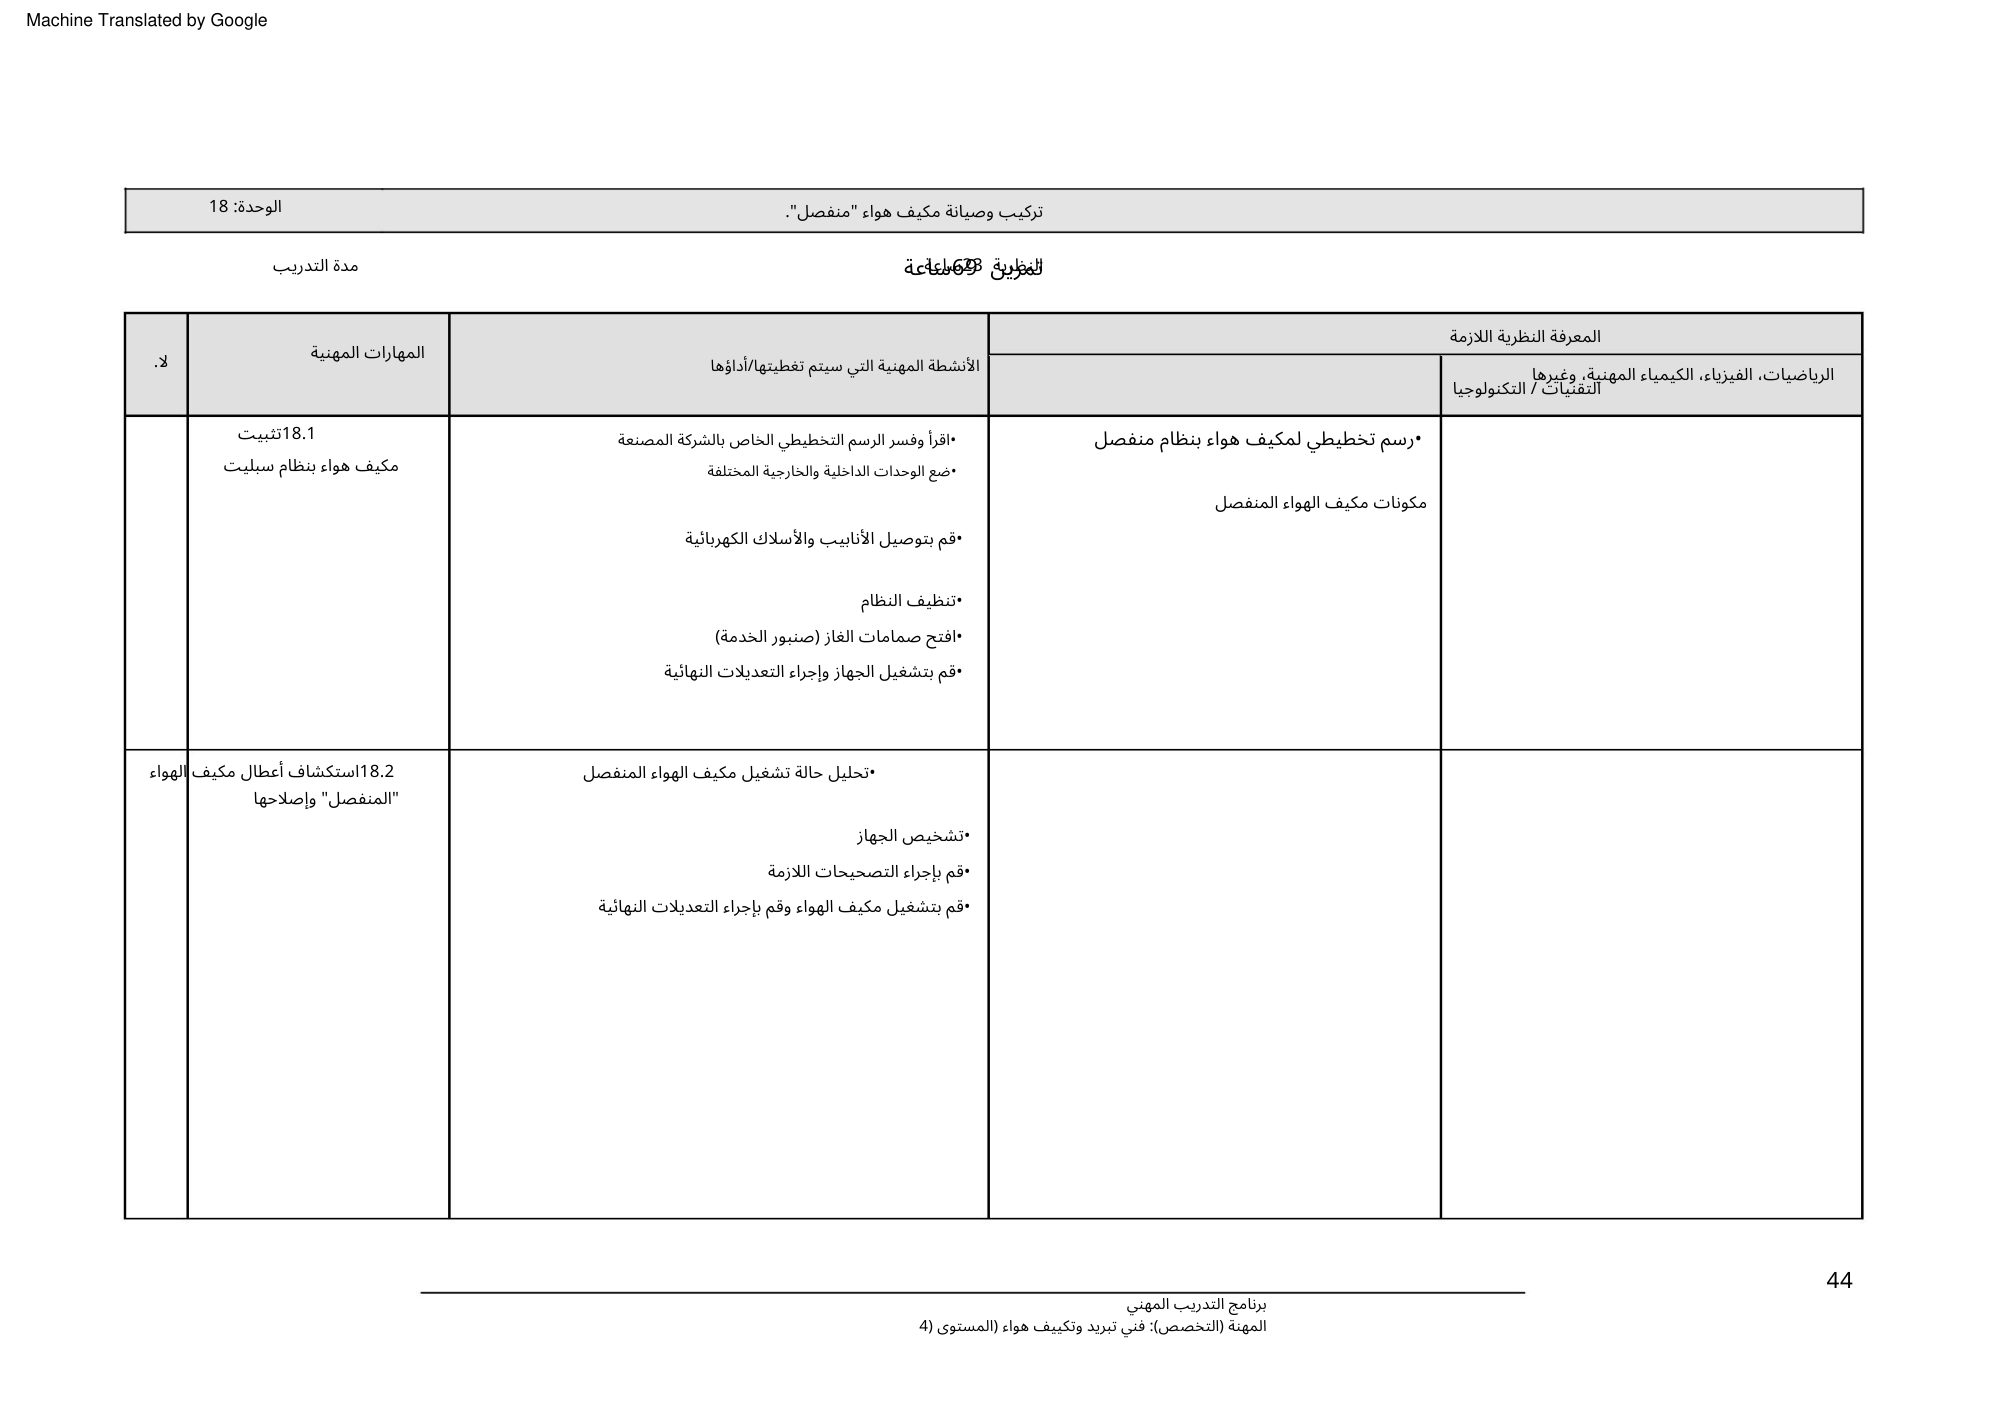 Machine Translated by Google
الوحدة: 18
تركيب وصيانة مكيف هواء "منفصل".
مدة التدريب
النظرية 23ساعة
تمرين 69ساعة
لا.
المهارات المهنية
الأنشطة المهنية التي سيتم تغطيتها/أداؤها
المعرفة النظرية اللازمة
التقنيات / التكنولوجيا
الرياضيات، الفيزياء، الكيمياء المهنية، وغيرها
18.1تثبيت
مكيف هواء بنظام سبليت
•اقرأ وفسر الرسم التخطيطي الخاص بالشركة المصنعة
•ضع الوحدات الداخلية والخارجية المختلفة
•قم بتوصيل الأنابيب والأسلاك الكهربائية
•تنظيف النظام
•افتح صمامات الغاز (صنبور الخدمة)
•قم بتشغيل الجهاز وإجراء التعديلات النهائية
•رسم تخطيطي لمكيف هواء بنظام منفصل
مكونات مكيف الهواء المنفصل
18.2استكشاف أعطال مكيف الهواء
"المنفصل" وإصلاحها
•تحليل حالة تشغيل مكيف الهواء المنفصل
•تشخيص الجهاز
•قم بإجراء التصحيحات اللازمة
•قم بتشغيل مكيف الهواء وقم بإجراء التعديلات النهائية
44
برنامج التدريب المهني
المهنة (التخصص): فني تبريد وتكييف هواء (المستوى 4)